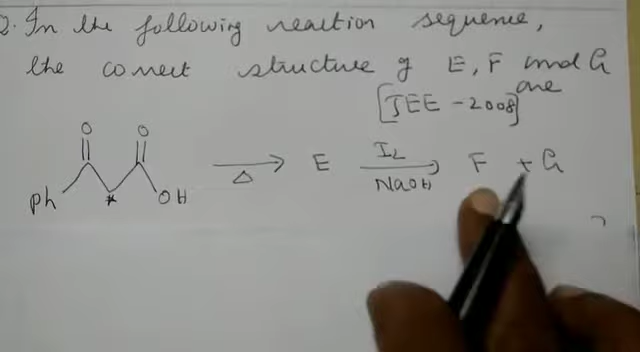 Q. In the following reaction sequence,
the correct structure of E, F and G
are
[JEE - 2008]
O O
Ph * OH
Δ
E
I2
NaOH
F + G